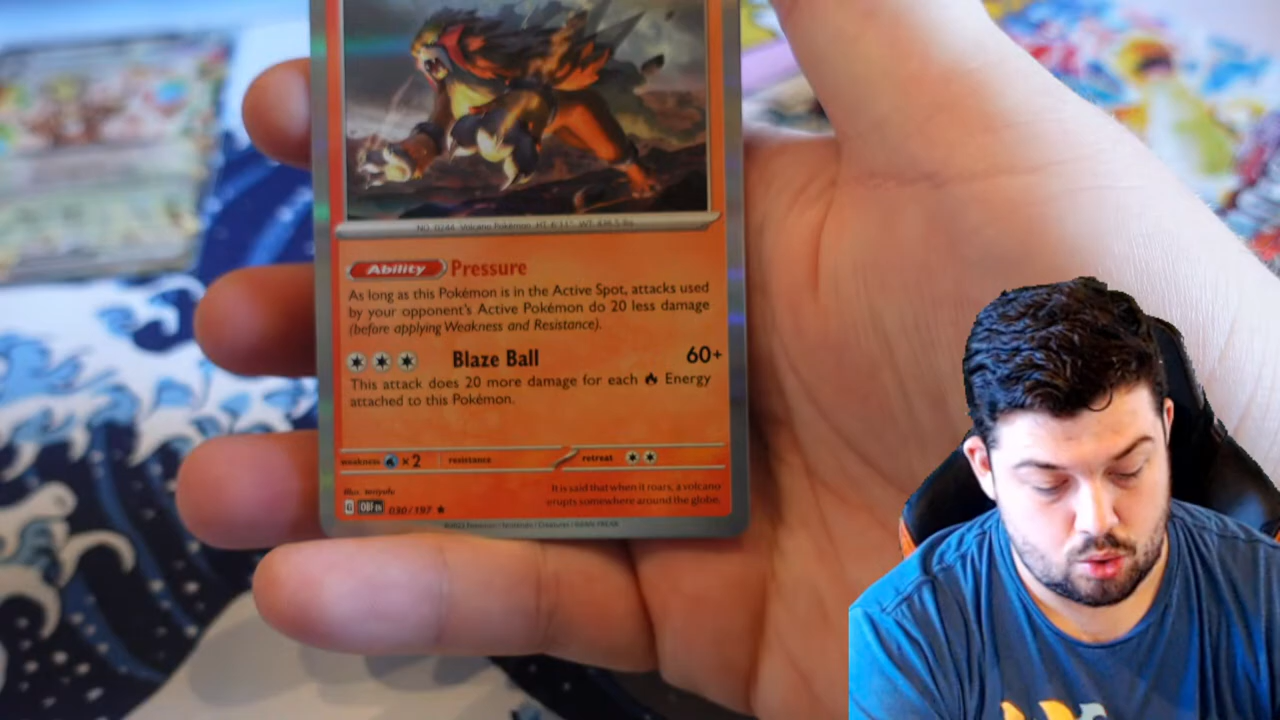 NO. 0244 Volcano Pokémon HT: 6'11" WT: 436.5 lbs.
Ability Pressure
As long as this Pokémon is in the Active Spot, attacks used
by your opponent's Active Pokémon do 20 less damage
(before applying Weakness and Resistance).
Blaze Ball 60+
This attack does 20 more damage for each Energy
attached to this Pokémon.
weakness ×2 resistance retreat
Illus. It is said that when it roars, a volcano
erupts somewhere around the globe.
OBF EN 030/197
©2023 Pokémon / Nintendo / Creatures / GAME FREAK